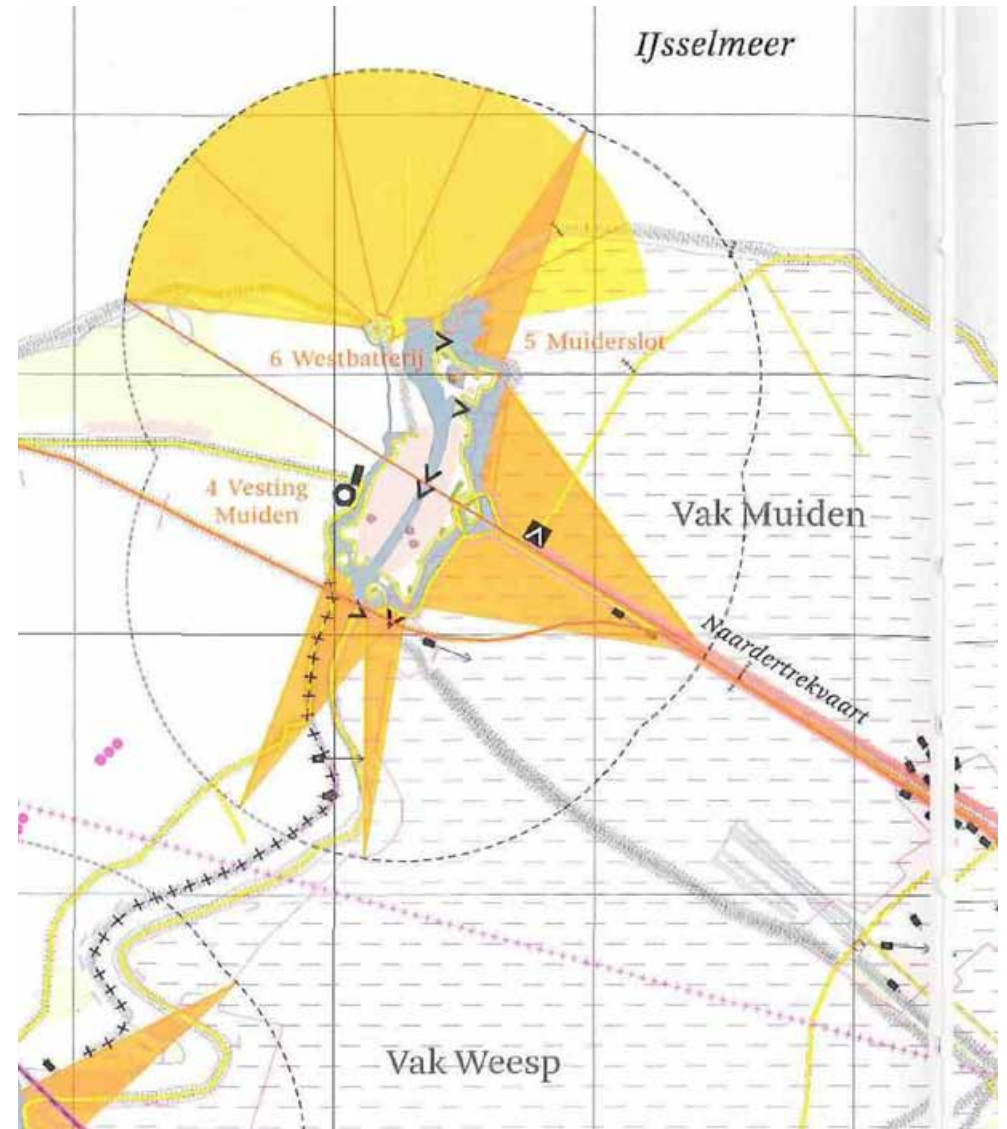 IJsselmeer
6 Westbatterij
5 Muiderslot
4 Vesting
Muiden
Vak Muiden
Naardertrekvaart
Vak Weesp